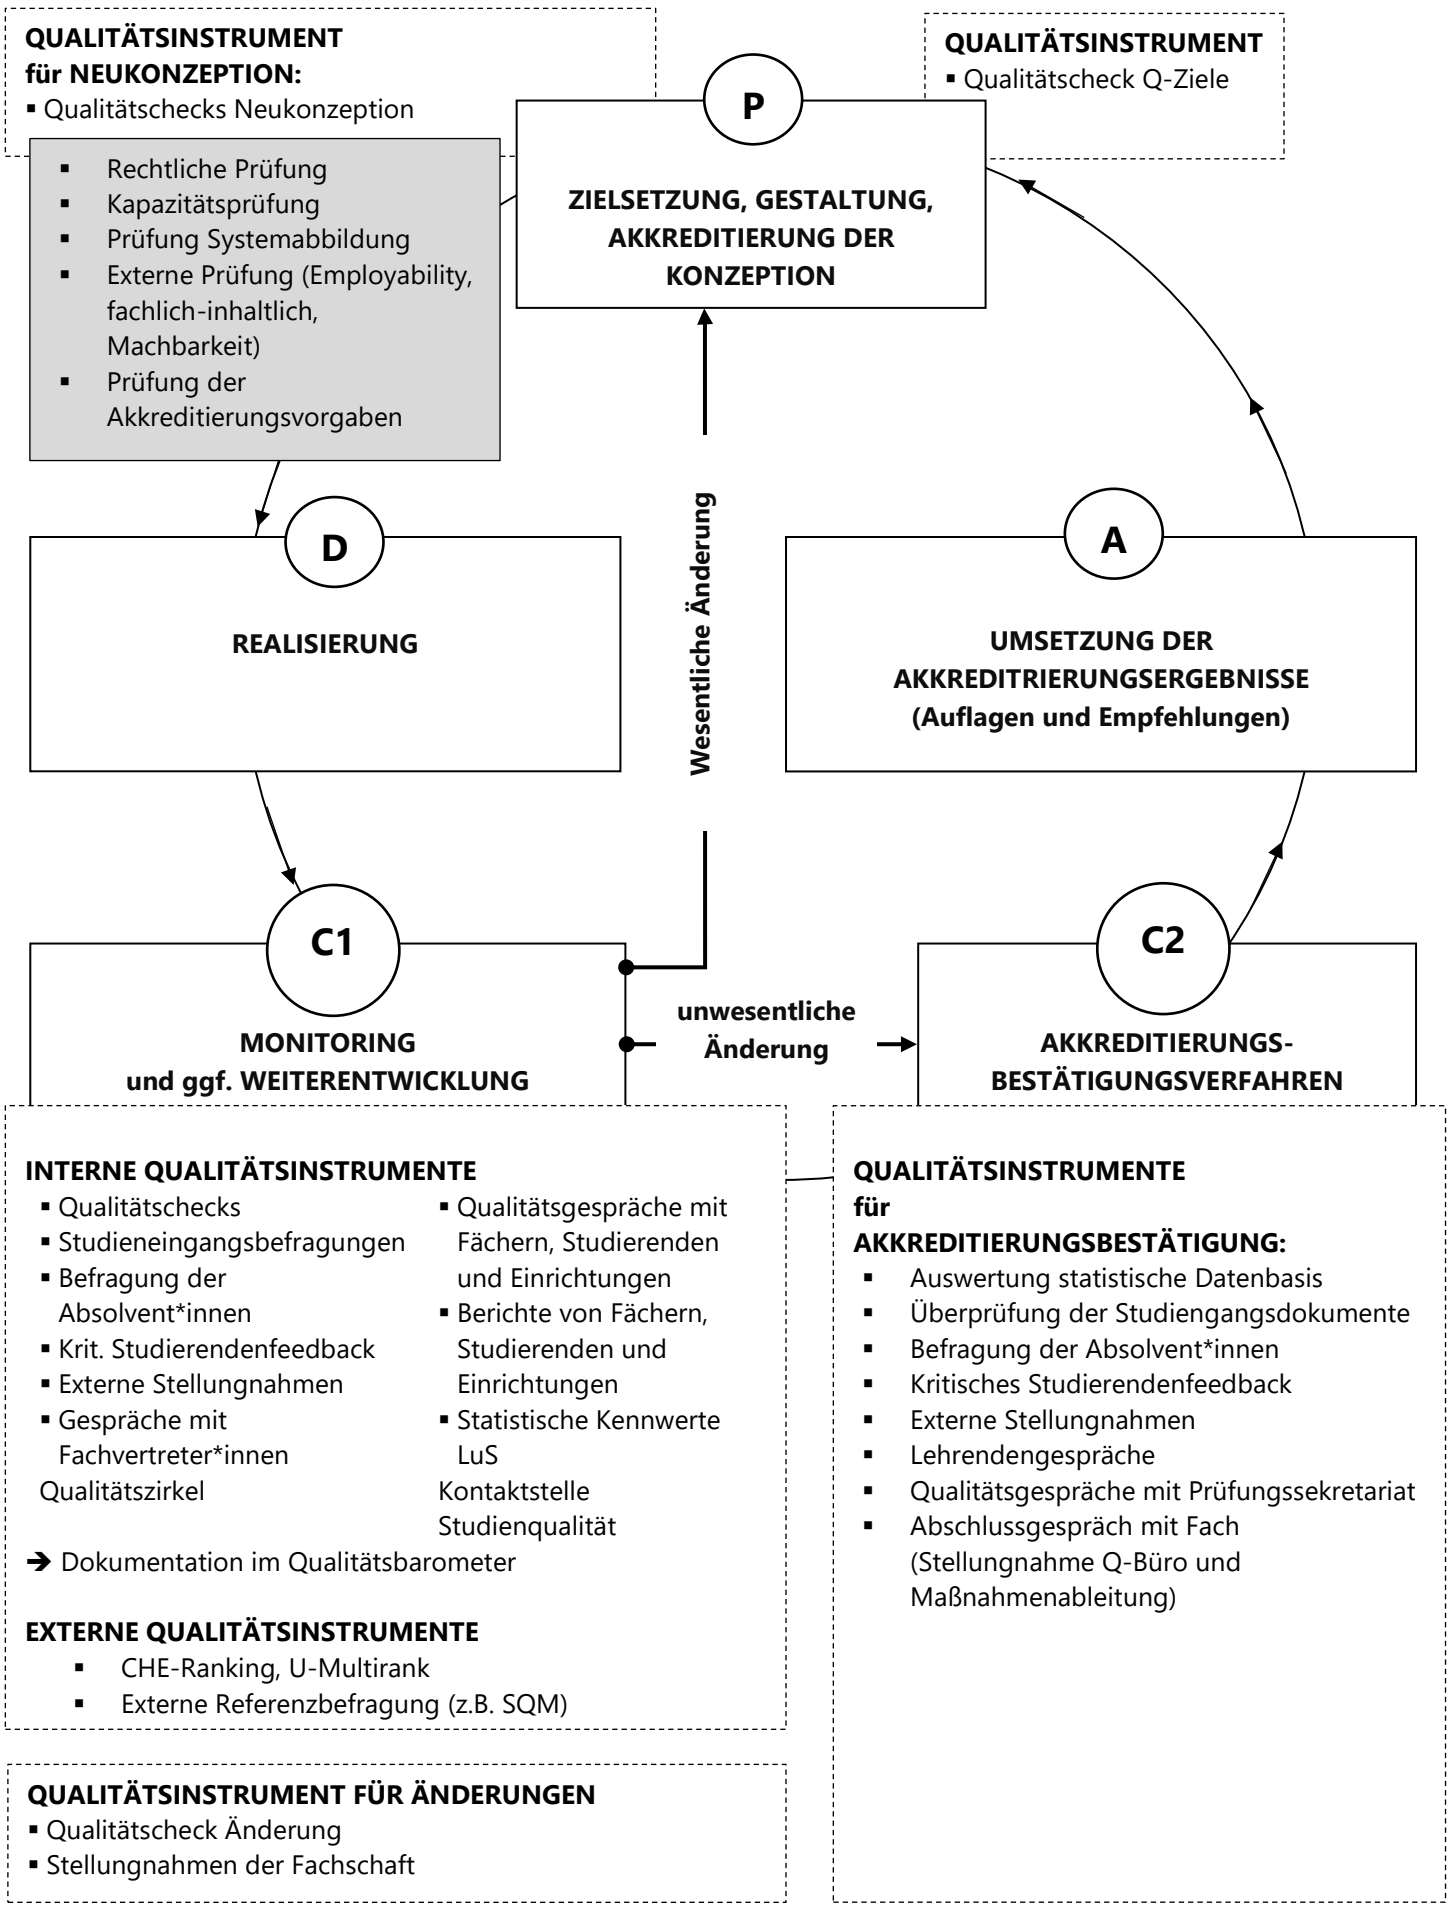 QUALITÄTSINSTRUMENT
für NEUKONZEPTION:
▪ Qualitätschecks Neukonzeption
QUALITÄTSINSTRUMENT
▪ Qualitätscheck Q-Ziele
P
ZIELSETZUNG, GESTALTUNG,
AKKREDITIERUNG DER
KONZEPTION
▪ Rechtliche Prüfung
▪ Kapazitätsprüfung
▪ Prüfung Systemabbildung
▪ Externe Prüfung (Employability,
fachlich-inhaltlich,
Machbarkeit)
▪ Prüfung der
Akkreditierungsvorgaben
D
REALISIERUNG
Wesentliche Änderung
A
UMSETZUNG DER
AKKREDITRIERUNGSERGEBNISSE
(Auflagen und Empfehlungen)
C1
MONITORING
und ggf. WEITERENTWICKLUNG
unwesentliche
Änderung
C2
AKKREDITIERUNGS-
BESTÄTIGUNGSVERFAHREN
INTERNE QUALITÄTSINSTRUMENTE
▪ Qualitätschecks
▪ Studieneingangsbefragungen
▪ Befragung der
Absolvent*innen
▪ Krit. Studierendenfeedback
▪ Externe Stellungnahmen
▪ Gespräche mit
Fachvertreter*innen
Qualitätszirkel
▪ Qualitätsgespräche mit
Fächern, Studierenden
und Einrichtungen
▪ Berichte von Fächern,
Studierenden und
Einrichtungen
▪ Statistische Kennwerte
LuS
Kontaktstelle
Studienqualität
➔ Dokumentation im Qualitätsbarometer
EXTERNE QUALITÄTSINSTRUMENTE
▪ CHE-Ranking, U-Multirank
▪ Externe Referenzbefragung (z.B. SQM)
QUALITÄTSINSTRUMENTE
für
AKKREDITIERUNGSBESTÄTIGUNG:
▪ Auswertung statistische Datenbasis
▪ Überprüfung der Studiengangsdokumente
▪ Befragung der Absolvent*innen
▪ Kritisches Studierendenfeedback
▪ Externe Stellungnahmen
▪ Lehrendengespräche
▪ Qualitätsgespräche mit Prüfungssekretariat
▪ Abschlussgespräch mit Fach
(Stellungnahme Q-Büro und
Maßnahmenableitung)
QUALITÄTSINSTRUMENT FÜR ÄNDERUNGEN
▪ Qualitätscheck Änderung
▪ Stellungnahmen der Fachschaft